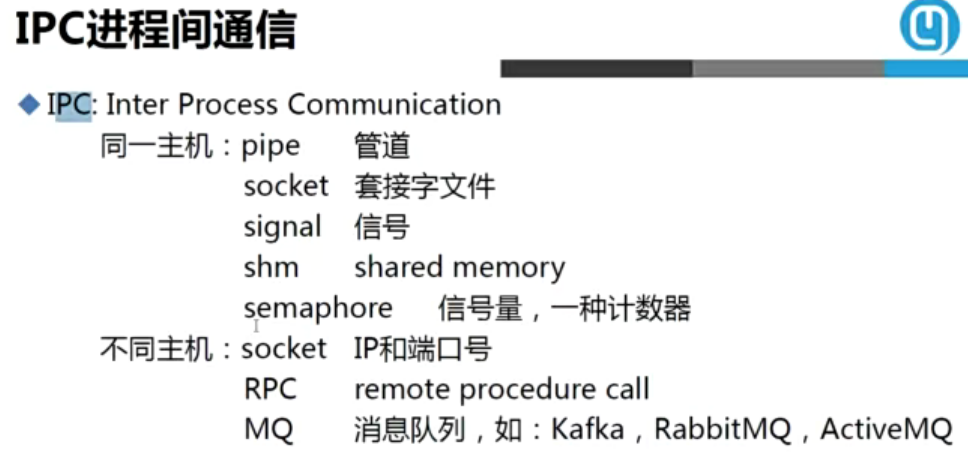 IPC进程间通信
IPC: Inter Process Communication
同一主机：pipe 管道
socket 套接字文件
signal 信号
shm shared memory
semaphore 信号量，一种计数器
不同主机：socket IP和端口号
RPC remote procedure call
MQ 消息队列，如：Kafka，RabbitMQ，ActiveMQ